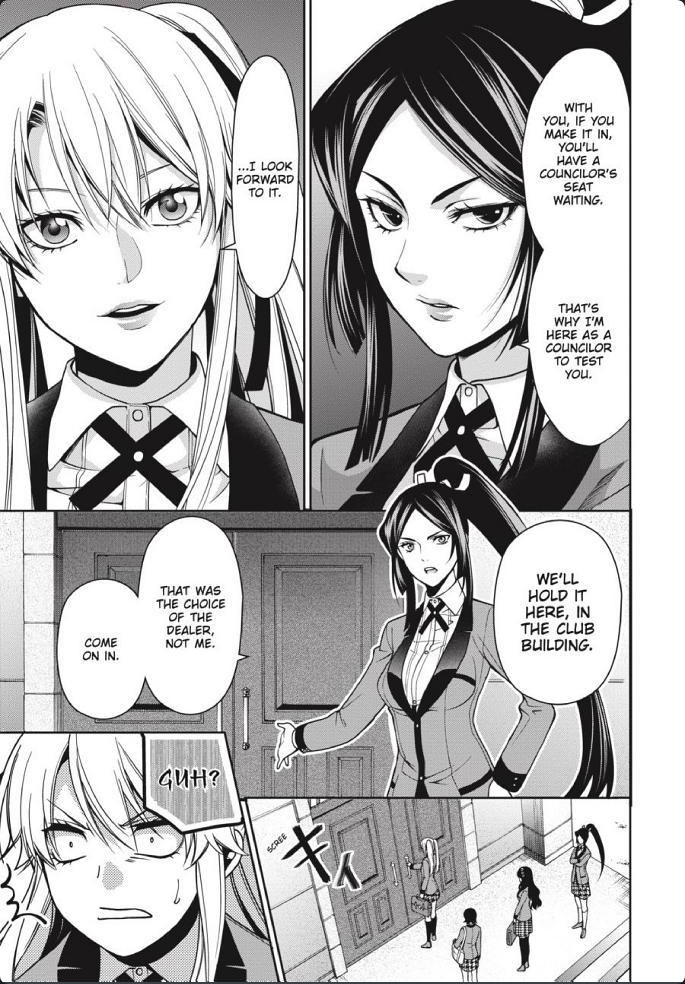 WITH
YOU, IF YOU
MAKE IT IN,
YOU'LL
HAVE A
COUNCILOR'S
SEAT
WAITING.
THAT'S
WHY I'M
HERE AS A
COUNCILOR
TO TEST
YOU.
...I LOOK
FORWARD
TO IT.
WE'LL
HOLD IT
HERE, IN
THE CLUB
BUILDING.
THAT WAS
THE CHOICE
OF THE
DEALER,
NOT ME.
COME
ON IN.
SCREE
キィ
GUH?